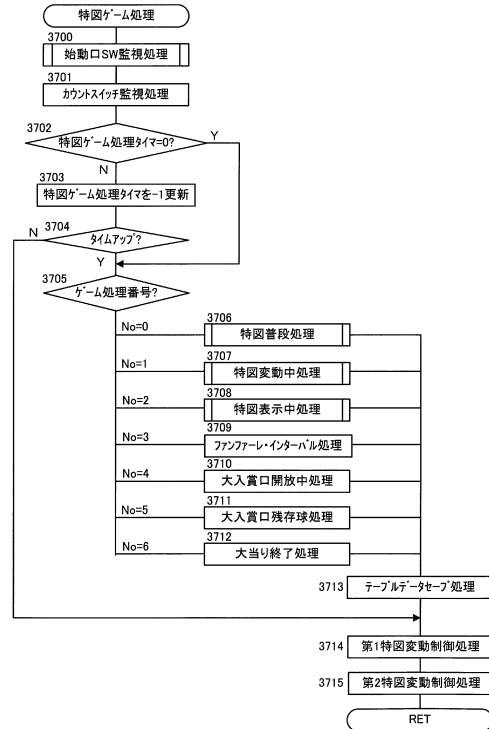 特図ゲーム処理
3700
始動口SW監視処理
3701
カウントスイッチ監視処理
3702
特図ゲーム処理タイマ=0?
Y
N
3703
特図ゲーム処理タイマを-1更新
3704
N
タイムアップ?
Y
3705
ゲーム処理番号?
No=0
3706
特図普段処理
No=1
3707
特図変動中処理
No=2
3708
特図表示中処理
No=3
3709
ファンファーレ・インターバル処理
No=4
3710
大入賞口開放中処理
No=5
3711
大入賞口残存球処理
No=6
3712
大当り終了処理
3713
テーブルデータセーブ処理
3714
第1特図変動制御処理
3715
第2特図変動制御処理
RET